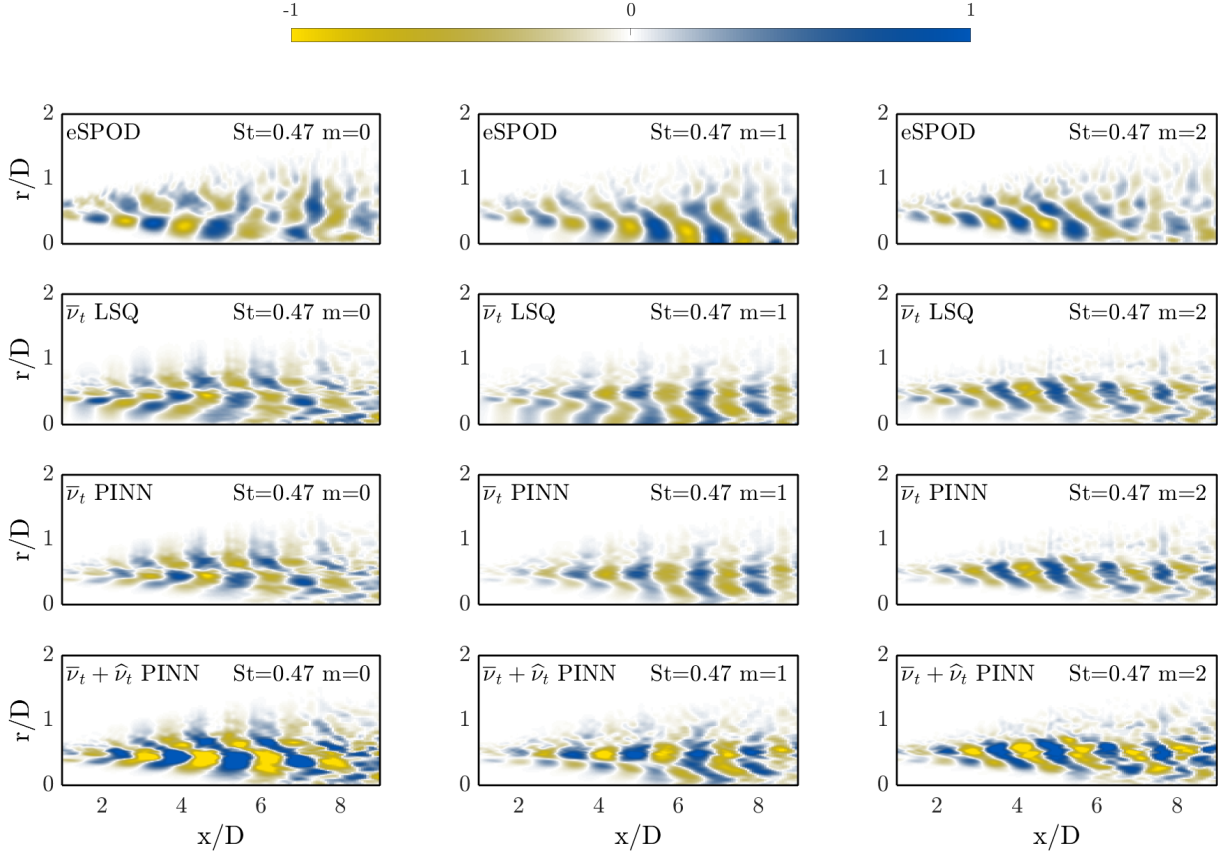 -1 0 1
2 eSPOD St=0.47 m=0 eSPOD St=0.47 m=1 2 eSPOD St=0.47 m=2
r/D 1 1
0 0 0
2 ν̅ₜ LSQ St=0.47 m=0 2 ν̅ₜ LSQ St=0.47 m=1 2 ν̅ₜ LSQ St=0.47 m=2
r/D 1 1 1
0 0 0
2 ν̅ₜ PINN St=0.47 m=0 2 ν̅ₜ PINN St=0.47 m=1 2 ν̅ₜ PINN St=0.47 m=2
r/D 1 1 1
0 0 0
2 ν̅ₜ + ν̂ₜ PINN St=0.47 m=0 2 ν̅ₜ + ν̂ₜ PINN St=0.47 m=1 2 ν̅ₜ + ν̂ₜ PINN St=0.47 m=2
r/D 1 1 1
0 0 0
2 4 6 8 2 4 6 8 2 4 6 8
x/D x/D x/D